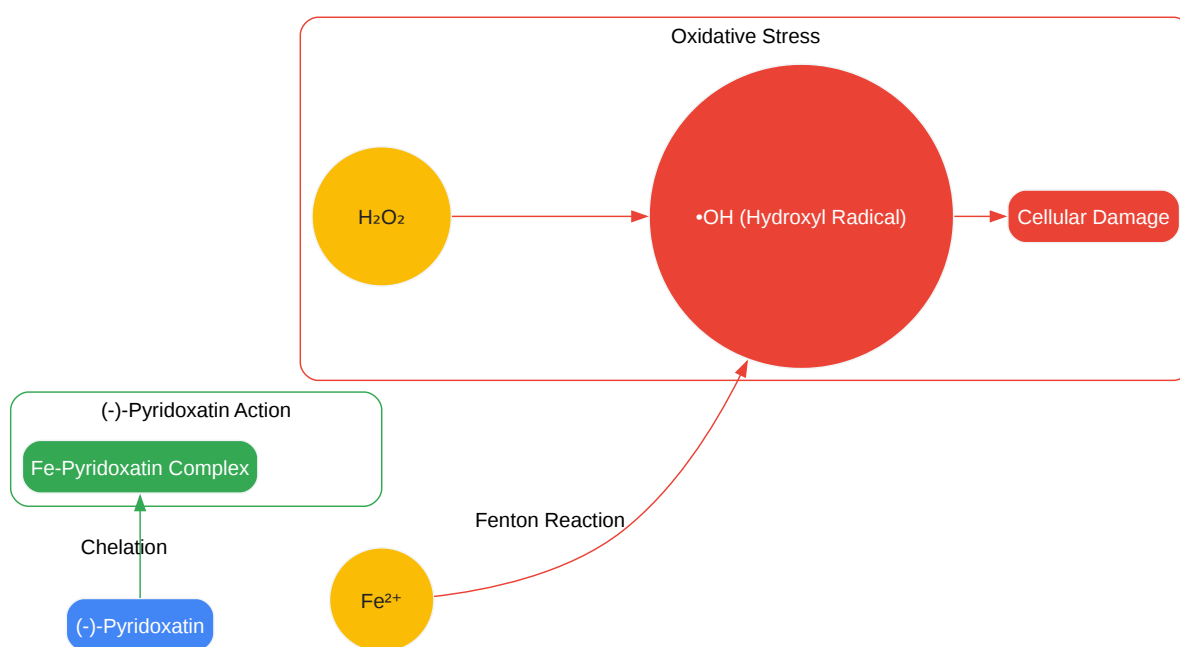 Oxidative Stress
H₂O₂
•OH (Hydroxyl Radical)
Cellular Damage
(-)-Pyridoxatin Action
Fe-Pyridoxatin Complex
Fenton Reaction
Chelation
Fe²⁺
(-)-Pyridoxatin